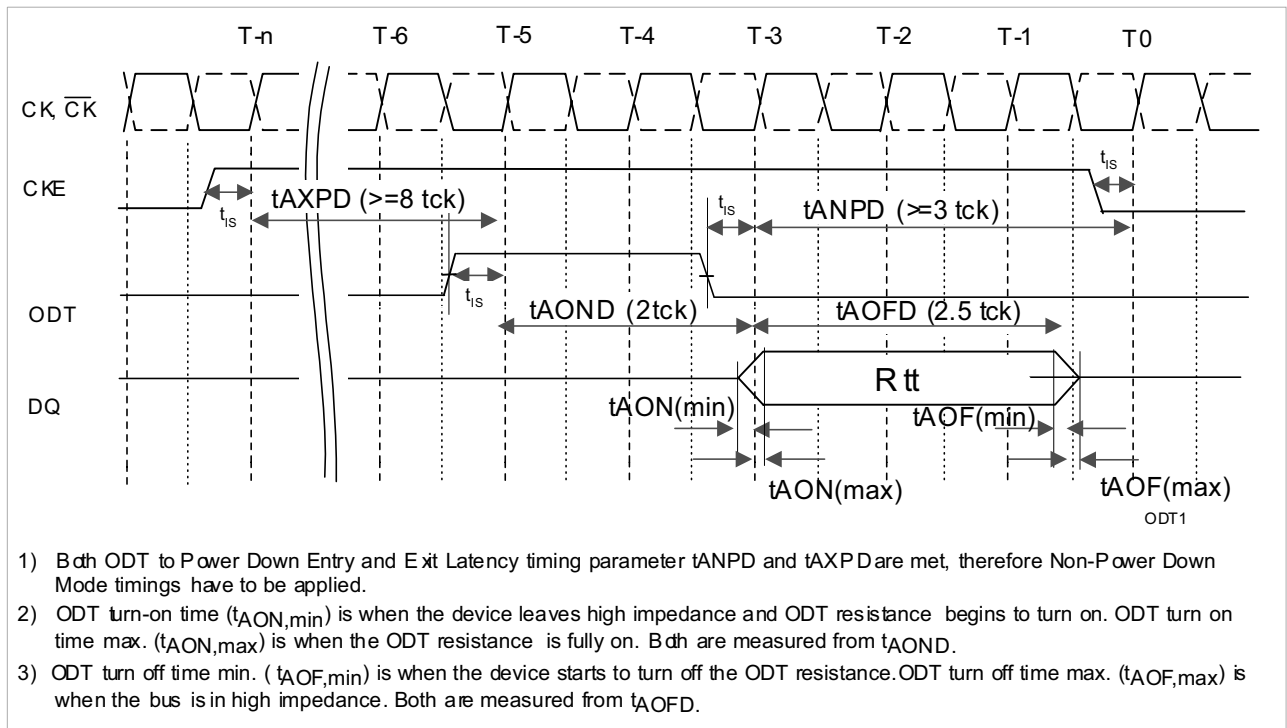 T-n T-6 T-5 T-4 T-3 T-2 T-1 T0
CK, CK
CKE
tIS
tAXPD (>=8 tck)
tIS
tANPD (>=3 tck)
tIS
ODT
tIS
tAOND (2tck)
tAOFD (2.5 tck)
DQ
Rtt
tAON(min)
tAOF(min)
tAON(max)
tAOF(max)
ODT1
1) Both ODT to Power Down Entry and Exit Latency timing parameter tANPD and tAXPD are met, therefore Non-Power Down
Mode timings have to be applied.
2) ODT turn-on time (tAON,min) is when the device leaves high impedance and ODT resistance begins to turn on. ODT turn on
time max. (tAON,max) is when the ODT resistance is fully on. Both are measured from tAOND.
3) ODT turn off time min. ( tAOF,min) is when the device starts to turn off the ODT resistance.ODT turn off time max. (tAOF,max) is
when the bus is in high impedance. Both are measured from tAOFD.